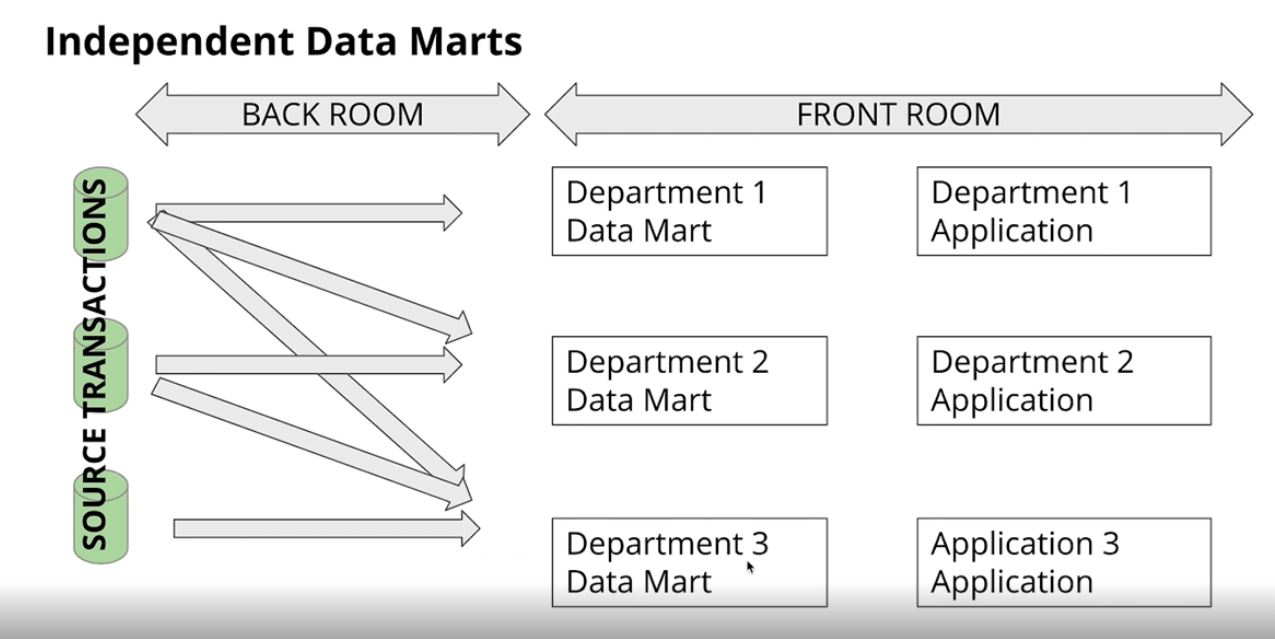 Independent Data Marts
BACK ROOM
FRONT ROOM
SOURCE TRANSACTIONS
Department 1
Data Mart
Department 1
Application
Department 2
Data Mart
Department 2
Application
Department 3
Data Mart
Application 3
Application